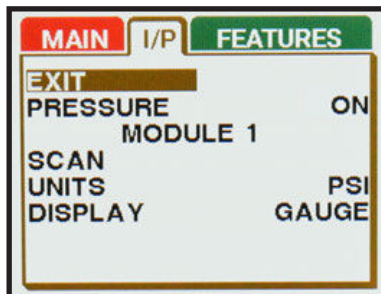 MAIN I/P FEATURES
EXIT
PRESSURE ON
MODULE 1
SCAN
UNITS PSI
DISPLAY GAUGE